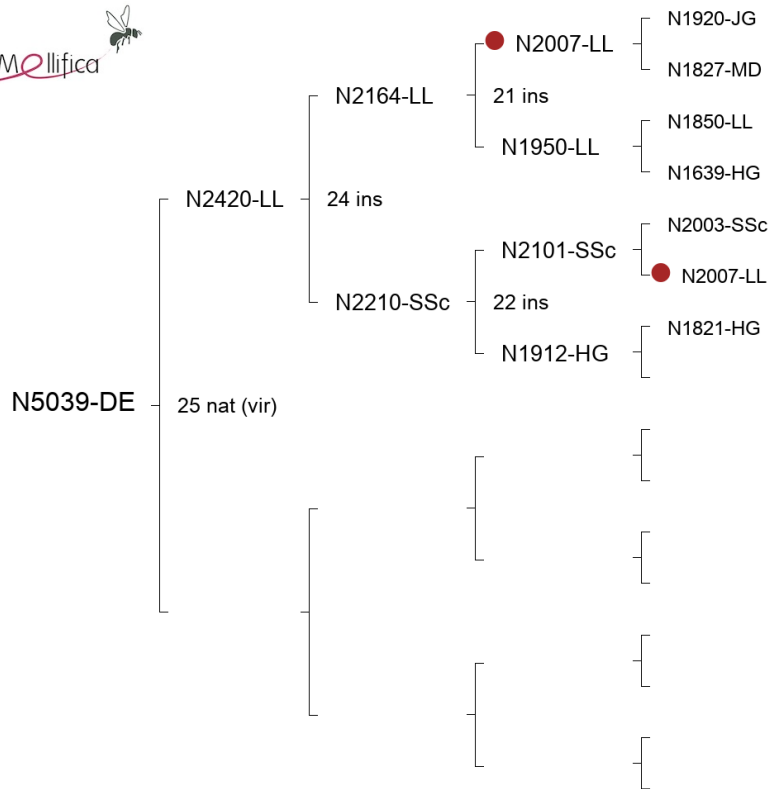 Mellifica
N1920-JG
N2007-LL
N1827-MD
N2164-LL
21 ins
N1850-LL
N1950-LL
N1639-HG
N2420-LL
24 ins
N2003-SSc
N2101-SSc
N2007-LL
N2210-SSc
22 ins
N1821-HG
N1912-HG
N5039-DE
25 nat (vir)